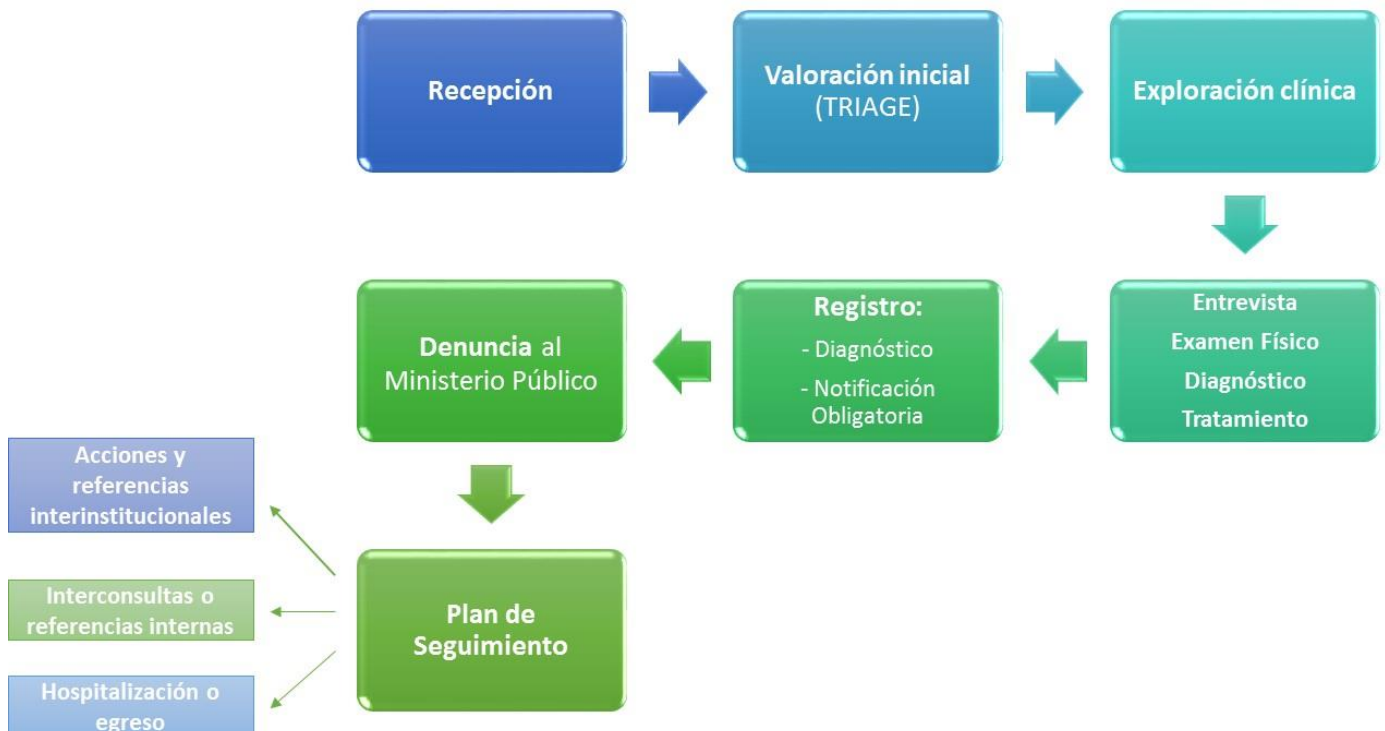 Recepción
Valoración inicial
(TRIAGE)
Exploración clínica
Entrevista
Examen Físico
Diagnóstico
Tratamiento
Registro:
- Diagnóstico
- Notificación
Obligatoria
Denuncia al
Ministerio Público
Plan de
Seguimiento
Acciones y
referencias
interinstitucionales
Interconsultas o
referencias internas
Hospitalización o
egreso